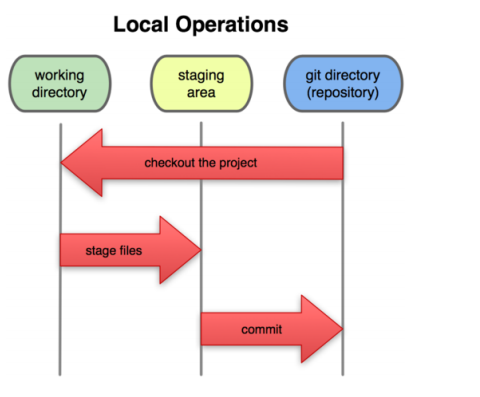 Local Operations
working
directory
staging
area
git directory
(repository)
checkout the project
stage files
commit